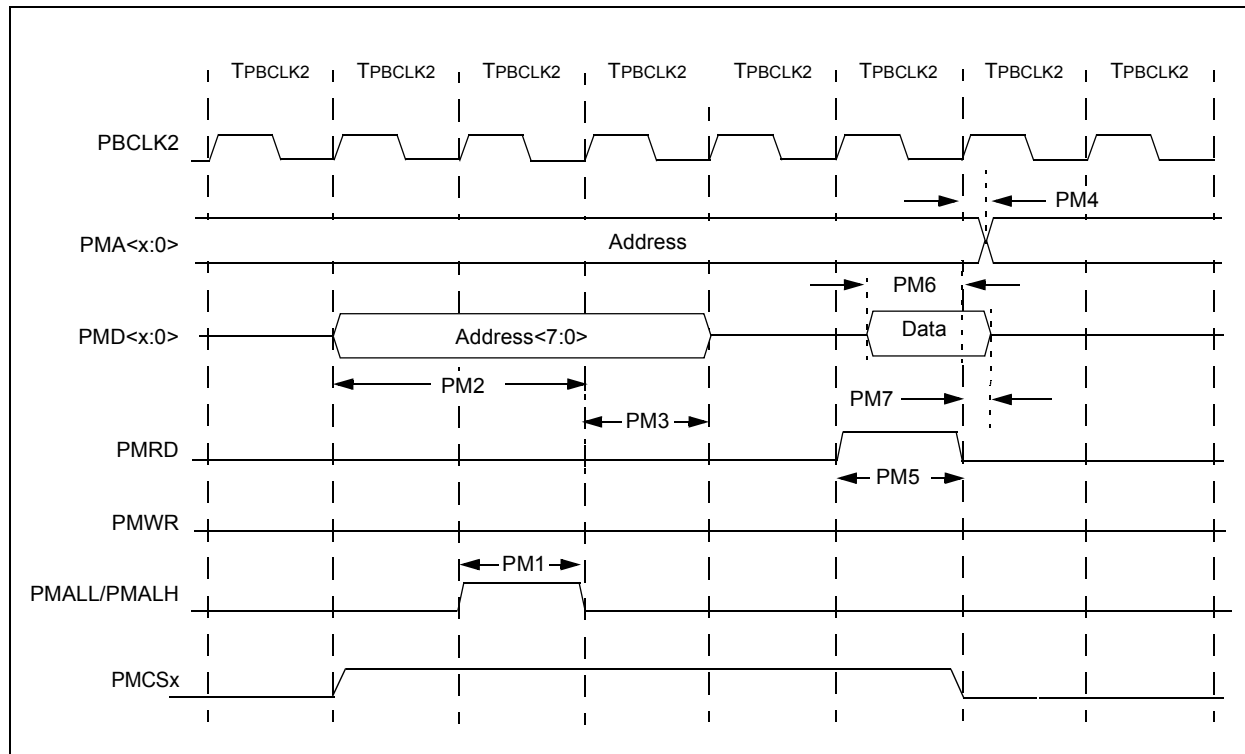 TPBCLK2 TPBCLK2 TPBCLK2 TPBCLK2 TPBCLK2 TPBCLK2 TPBCLK2 TPBCLK2
PBCLK2
PM4
PMA<x:0>
Address
PM6
PMD<x:0>
Address<7:0>
Data
PM2
PM7
PM3
PMRD
PM5
PMWR
PM1
PMALL/PMALH
PMCSx